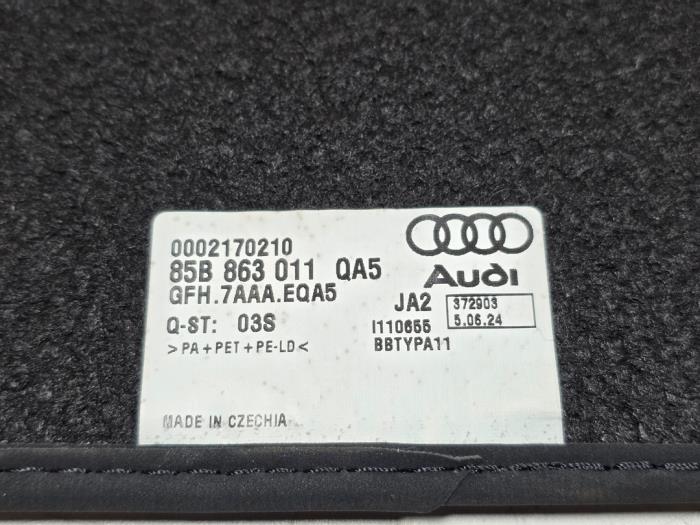 0002170210
85B 863 011 QA5
Audi
GFH.7AAA.EQA5
JA2
372903
5.06.24
Q-ST: 03S
I110655
>PA+PET+PE-LD<
BBTYPA11
MADE IN CZECHIA